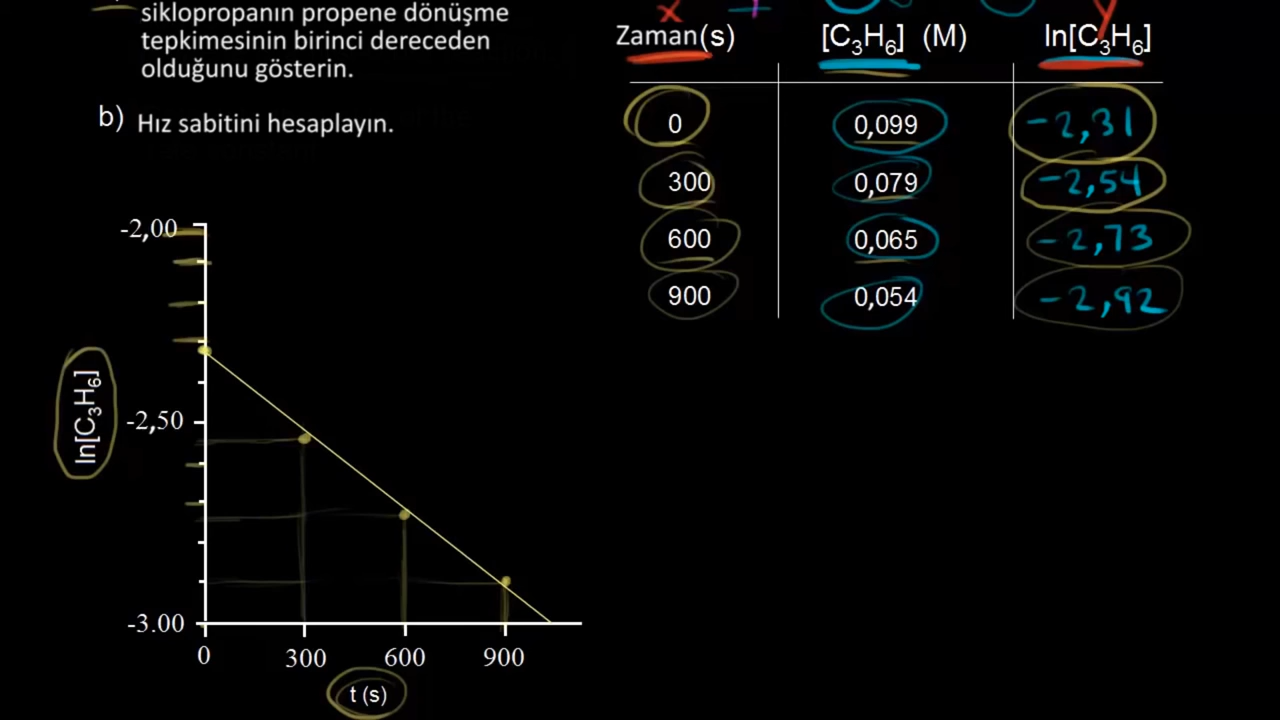 siklopropanın propene dönüşme
tepkimesinin birinci dereceden
olduğunu gösterin.
b) Hız sabitini hesaplayın.
x y
Zaman (s) [C₃H₆] (M) ln[C₃H₆]
0 0,099 -2,31
300 0,079 -2,54
600 0,065 -2,73
900 0,054 -2,92
-2,00
-2,50
-3.00
ln[C₃H₆]
0 300 600 900
t (s)